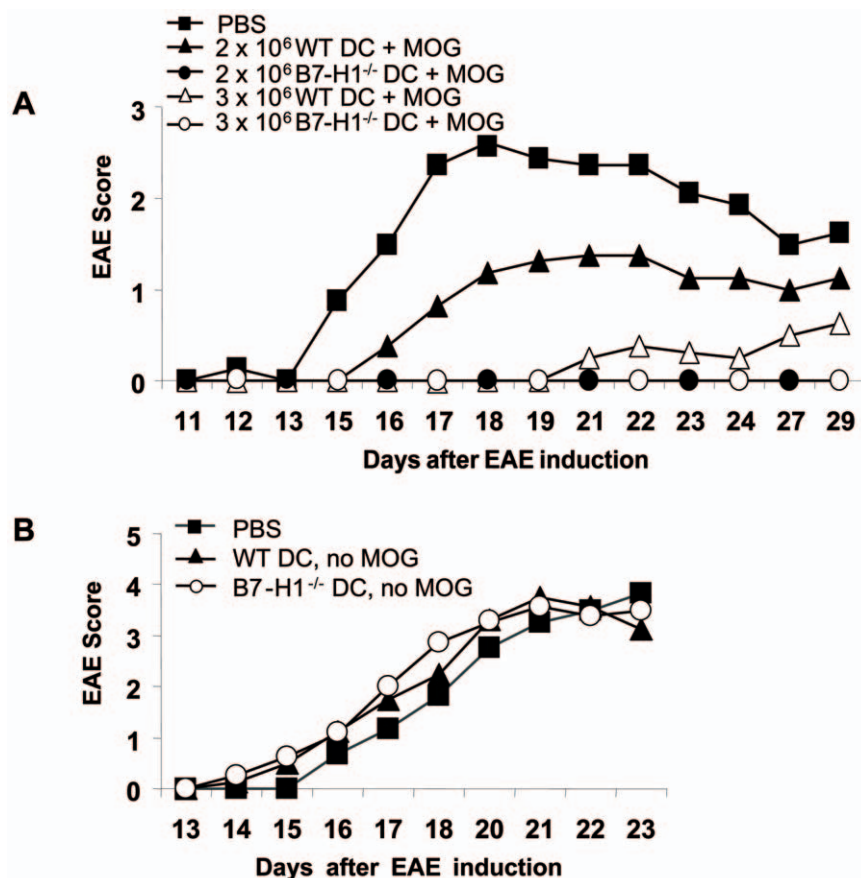 PBS
2 x 10⁶ WT DC + MOG
2 x 10⁶ B7-H1⁻/⁻ DC + MOG
3 x 10⁶ WT DC + MOG
3 x 10⁶ B7-H1⁻/⁻ DC + MOG
A
3
2
1
0
EAE Score
11 12 13 15 16 17 18 19 21 22 23 24 27 29
Days after EAE induction
B
PBS
WT DC, no MOG
B7-H1⁻/⁻ DC, no MOG
5
4
3
2
1
0
EAE Score
13 14 15 16 17 18 20 21 22 23
Days after EAE induction